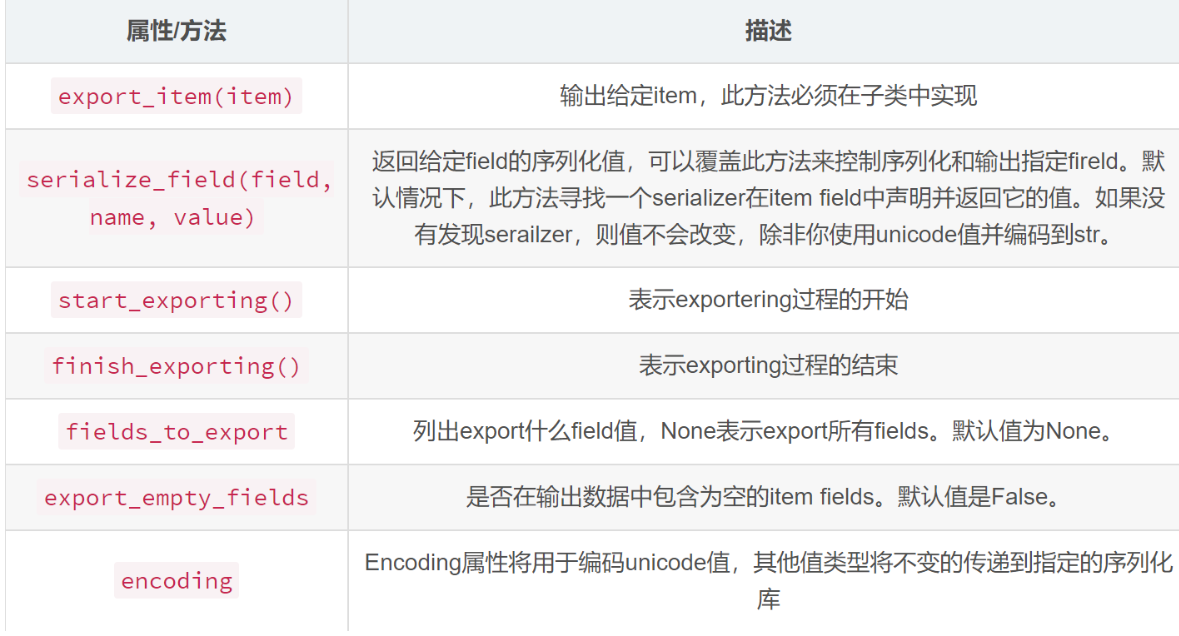 属性/方法
描述
export_item(item)
输出给定item，此方法必须在子类中实现
serialize_field(field,
name, value)
返回给定field的序列化值，可以覆盖此方法来控制序列化和输出指定fireld。默
认情况下，此方法寻找一个serializer在item field中声明并返回它的值。如果没
有发现serailzer，则值不会改变，除非你使用unicode值并编码到str。
start_exporting()
表示exportering过程的开始
finish_exporting()
表示exporting过程的结束
fields_to_export
列出export什么field值，None表示export所有fields。默认值为None。
export_empty_fields
是否在输出数据中包含为空的item fields。默认值是False。
encoding
Encoding属性将用于编码unicode值，其他值类型将不变的传递到指定的序列化
库